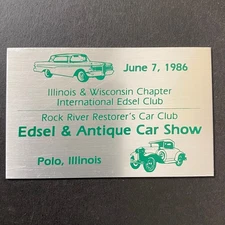 June 7, 1986
Illinois & Wisconsin Chapter
International Edsel Club
Rock River Restorer's Car Club
Edsel & Antique Car Show
Polo, Illinois